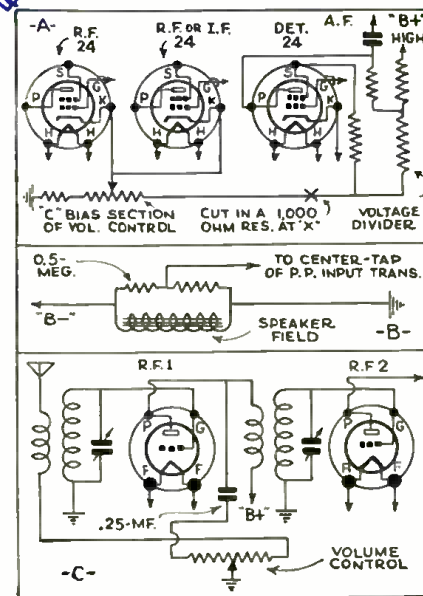 -A-
R.F.
24
R.F. OR I.F.
24
DET.
24
A.F.
"B+"
HIGH
S
G
P
K
H
H
S
G
P
K
H
H
S
G
P
K
H
H
"C" BIAS SECTION
OF VOL. CONTROL
CUT IN A 1,000
OHM RES. AT "X"
VOLTAGE
DIVIDER
0.5-
MEG.
TO CENTER-TAP
OF P.P. INPUT TRANS.
"B-"
SPEAKER
FIELD
-B-
R.F.1
R.F.2
P
G
F
F
P
G
F
F
.25-MF.
"B+"
VOLUME
CONTROL
-C-